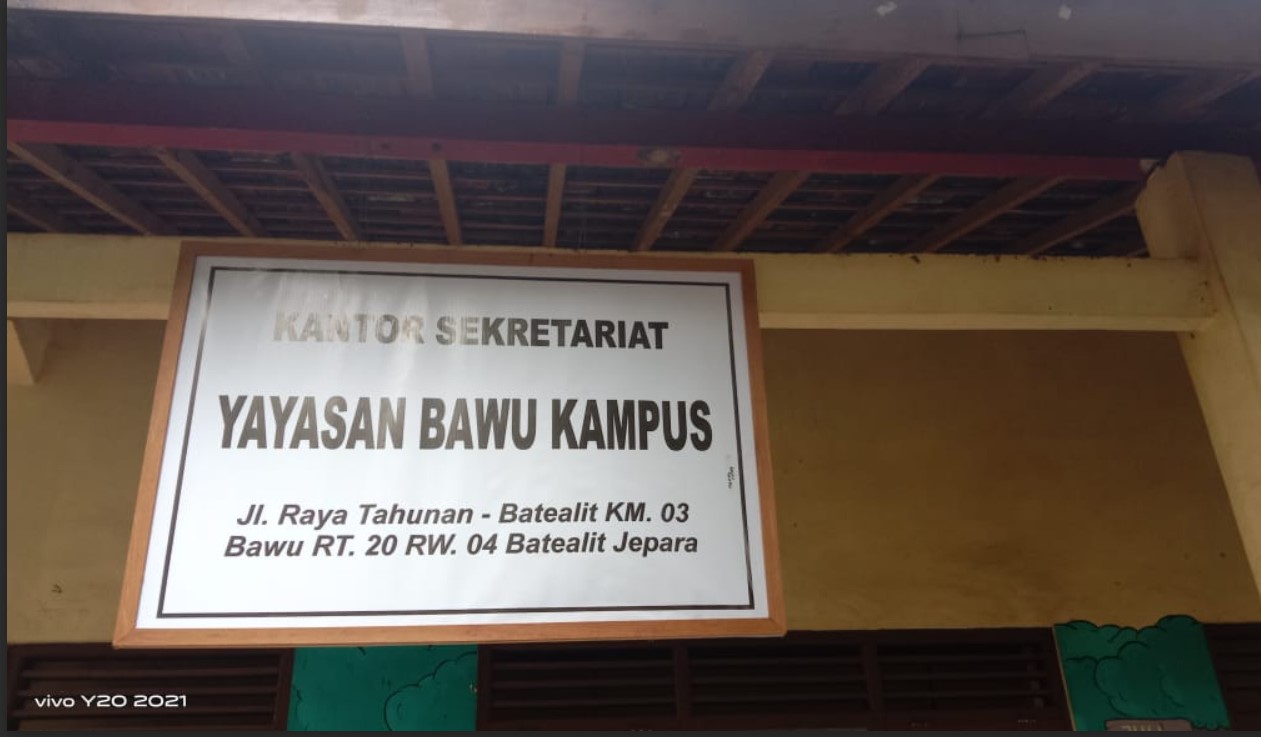 KANTOR SEKRETARIAT
YAYASAN BAWU KAMPUS
Jl. Raya Tahunan - Batealit KM. 03
Bawu RT. 20 RW. 04 Batealit Jepara
vivo Y20 2021